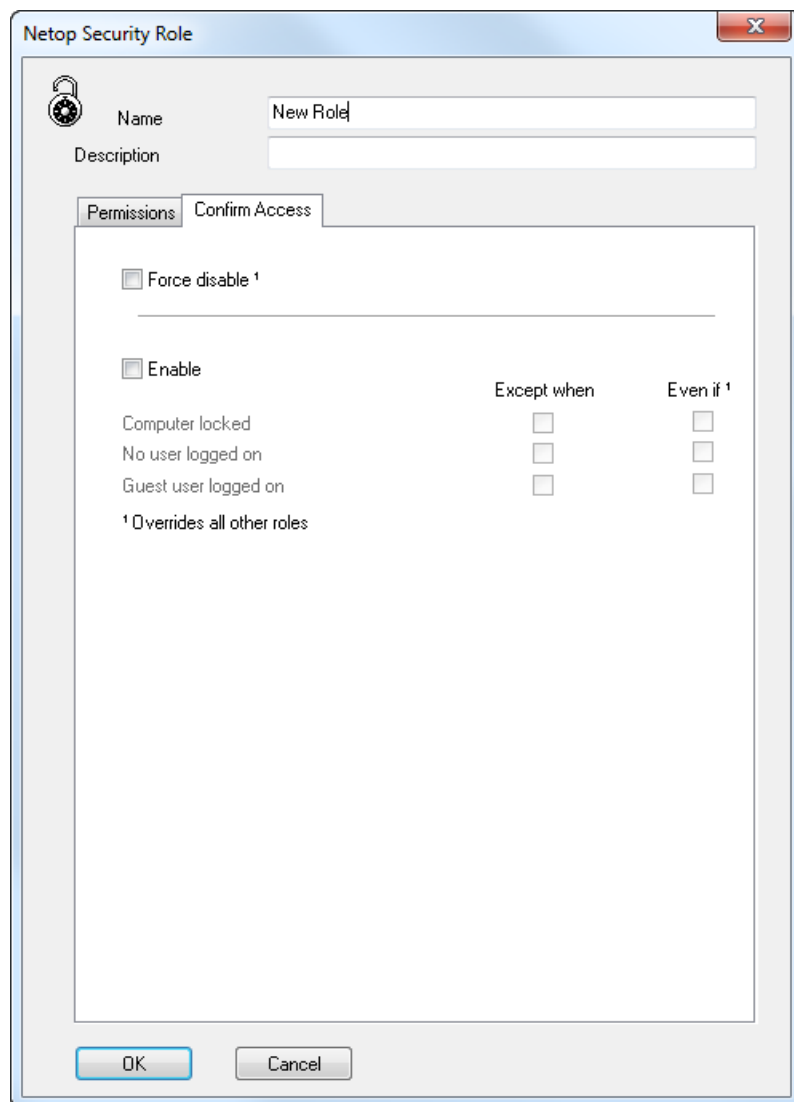 Netop Security Role
Name New Role
Description
Permissions Confirm Access
Force disable ¹
Enable
Except when Even if ¹
Computer locked
No user logged on
Guest user logged on
¹ Overrides all other roles
OK Cancel